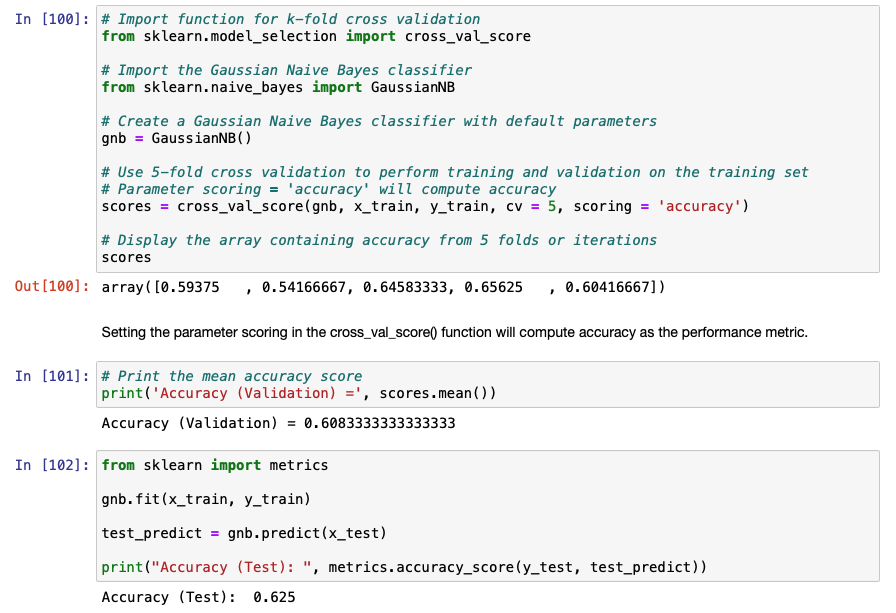 In [100]: # Import function for k-fold cross validation
from sklearn.model_selection import cross_val_score
# Import the Gaussian Naive Bayes classifier
from sklearn.naive_bayes import GaussianNB
# Create a Gaussian Naive Bayes classifier with default parameters
gnb = GaussianNB()
# Use 5-fold cross validation to perform training and validation on the training set
# Parameter scoring = 'accuracy' will compute accuracy
scores = cross_val_score(gnb, x_train, y_train, cv = 5, scoring = 'accuracy')
# Display the array containing accuracy from 5 folds or iterations
scores
Out[100]: array([0.59375   , 0.54166667, 0.64583333, 0.65625   , 0.60416667])
Setting the parameter scoring in the cross_val_score() function will compute accuracy as the performance metric.
In [101]: # Print the mean accuracy score
print('Accuracy (Validation) =', scores.mean())
Accuracy (Validation) = 0.6083333333333333
In [102]: from sklearn import metrics
gnb.fit(x_train, y_train)
test_predict = gnb.predict(x_test)
print("Accuracy (Test): ", metrics.accuracy_score(y_test, test_predict))
Accuracy (Test):  0.625